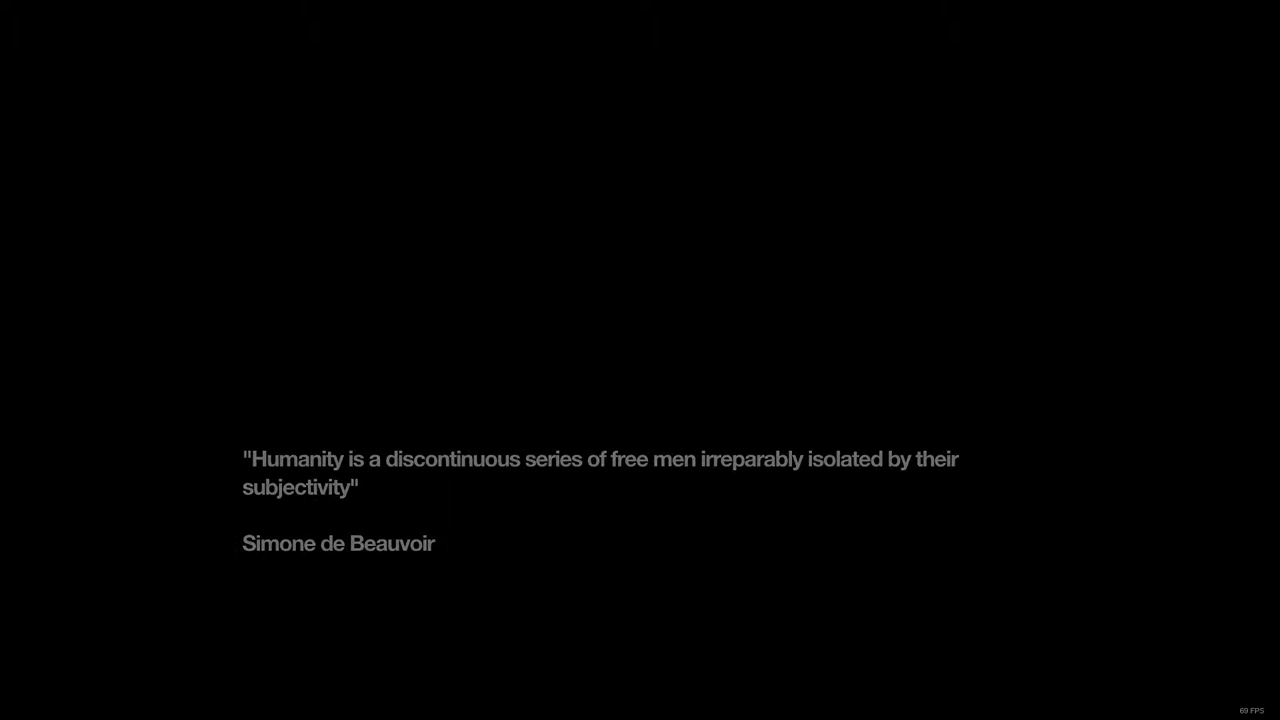 "Humanity is a discontinuous series of free men irreparably isolated by their
subjectivity"
Simone de Beauvoir
69 FPS